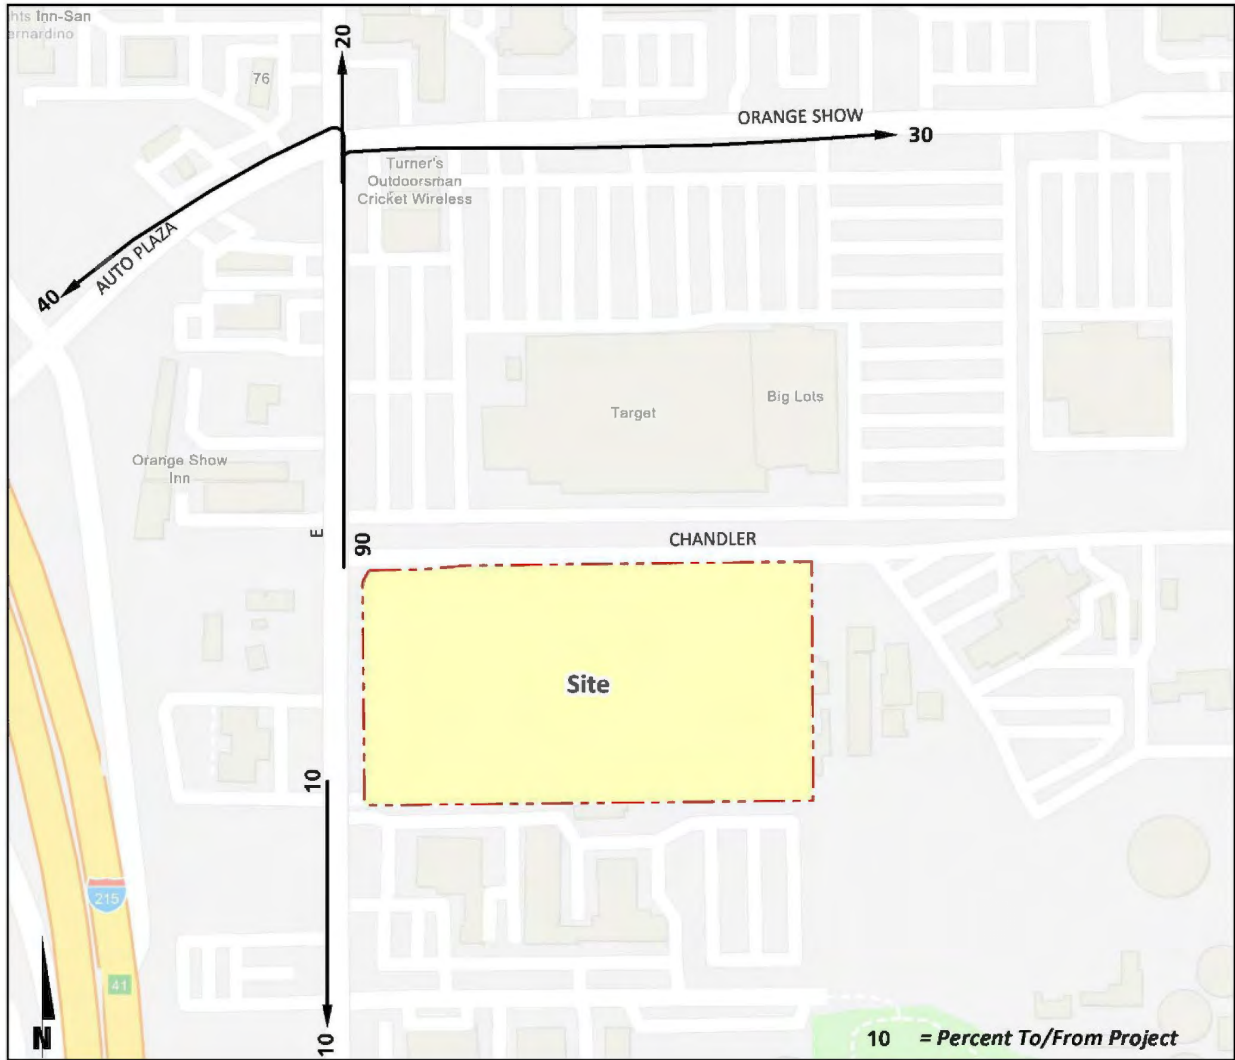 hts Inn-San
ernardino
20
76
ORANGE SHOW
30
Turner's
Outdoorsman
Cricket Wireless
AUTO PLAZA
40
Target
Big Lots
Orange Show
Inn
E
90
CHANDLER
Site
10
215
41
N
10
10 = Percent To/From Project